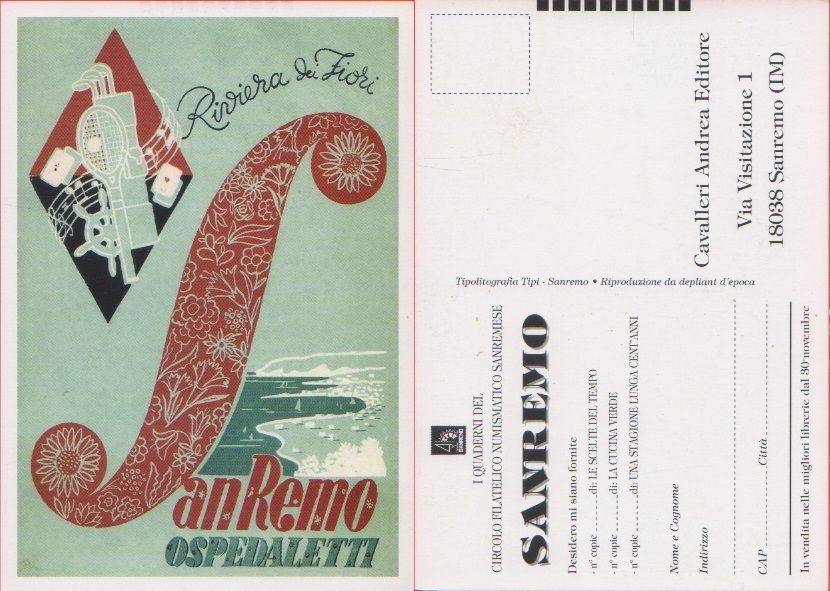 Riviera dei Fiori
San Remo
OSPEDALETTI
Cavalleri Andrea Editore
Via Visitazione 1
18038 Sanremo (IM)
Tipolitografia Tipi - Sanremo • Riproduzione da depliant d'epoca
I QUADERNI DEL
CIRCOLO FILATELICO NUMISMATICO SANREMESE
SANREMO
Desidero mi siano fornite
- n° copie ........di: LE SCELTE DEL TEMPO
- n° copie ........di: LA CUCINA VERDE
- n° copie ........di: UNA STAGIONE LUNGA CENT'ANNI
Nome e Cognome
Indirizzo
CAP ............ Città ....................
In vendita nelle migliori librerie dal 30 novembre